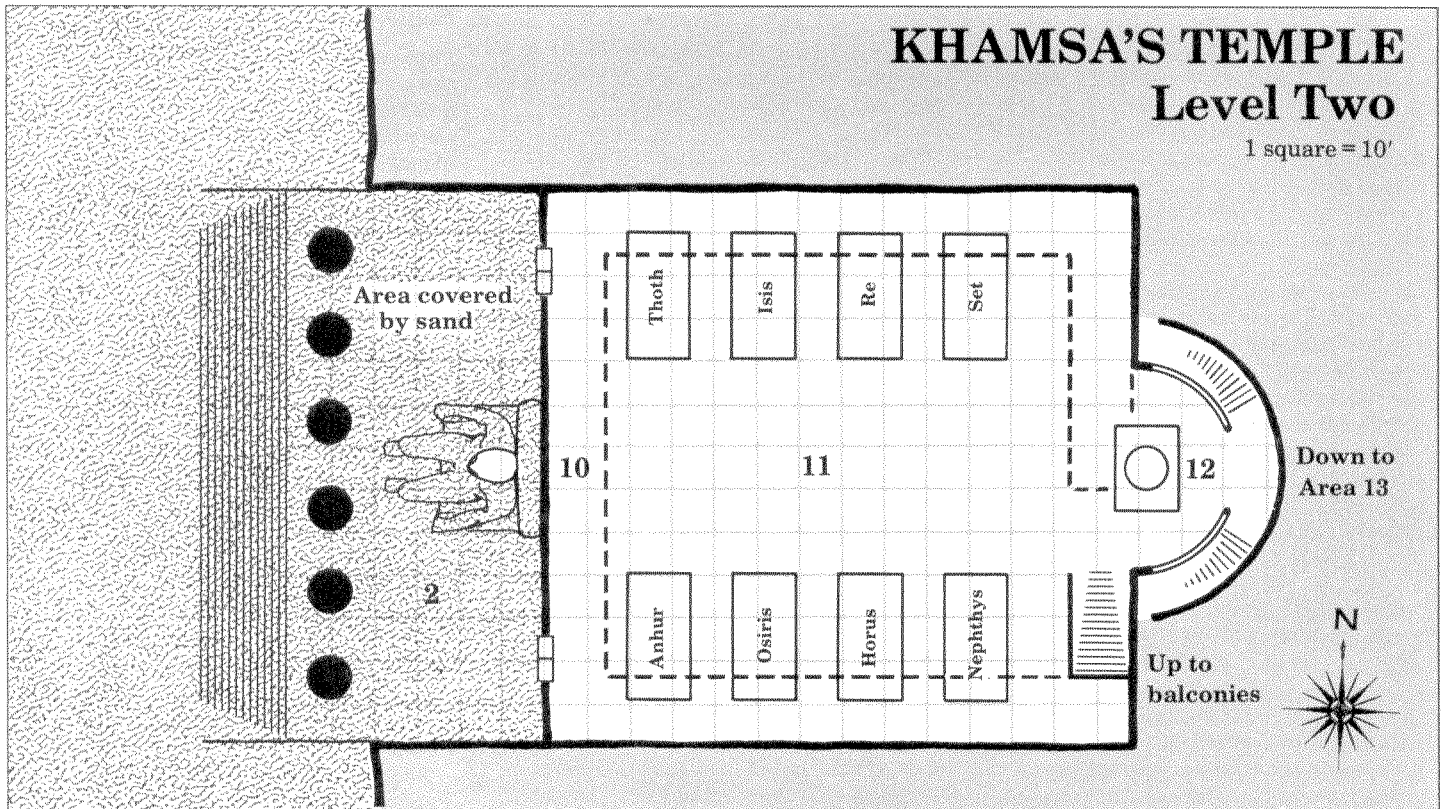 KHAMSA'S TEMPLE
Level Two
1 square = 10'
Area covered
by sand
Thoth
Isis
Re
Set
10
11
12
Down to
Area 13
2
Anhur
Osiris
Horus
Nephthys
N
Up to
balconies